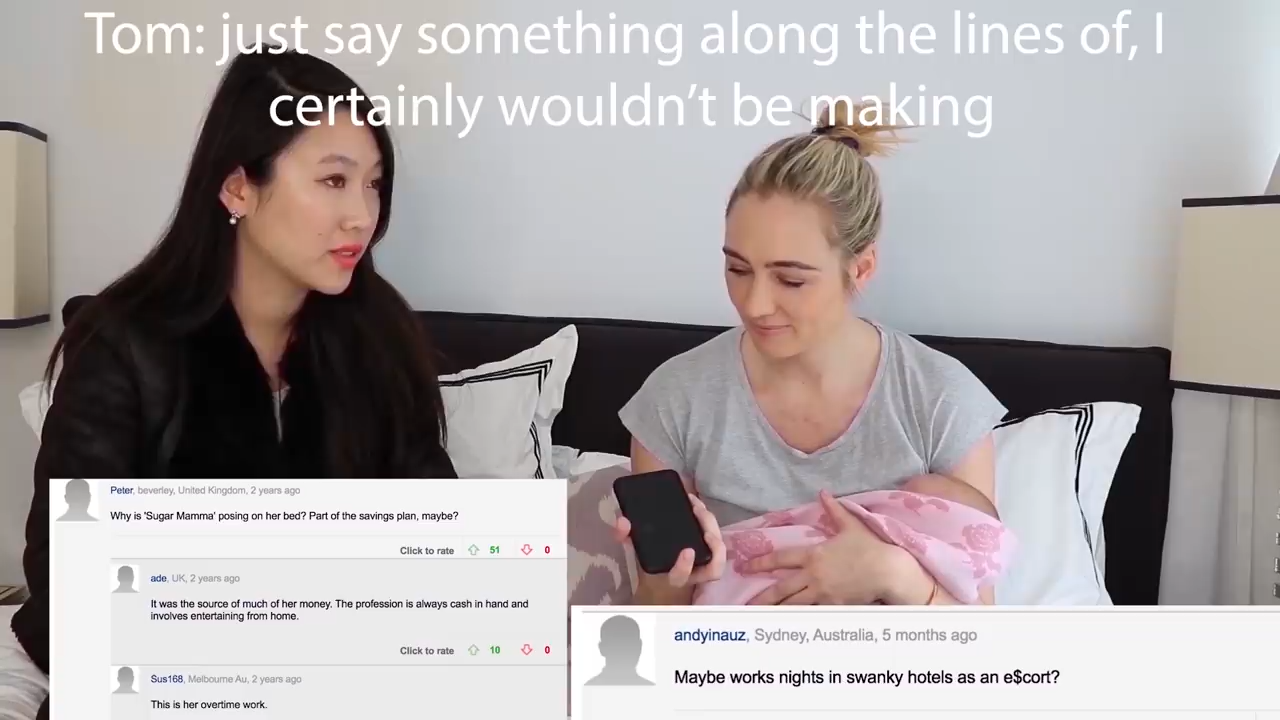 Tom: just say something along the lines of, I
certainly wouldn't be making
Peter, beverley, United Kingdom, 2 years ago
Why is 'Sugar Mamma' posing on her bed? Part of the savings plan, maybe?
Click to rate 51 0
ade, UK, 2 years ago
It was the source of much of her money. The profession is always cash in hand and
involves entertaining from home.
Click to rate 10 0
Sus168, Melbourne Au, 2 years ago
This is her overtime work.
andyinauz, Sydney, Australia, 5 months ago
Maybe works nights in swanky hotels as an e$cort?